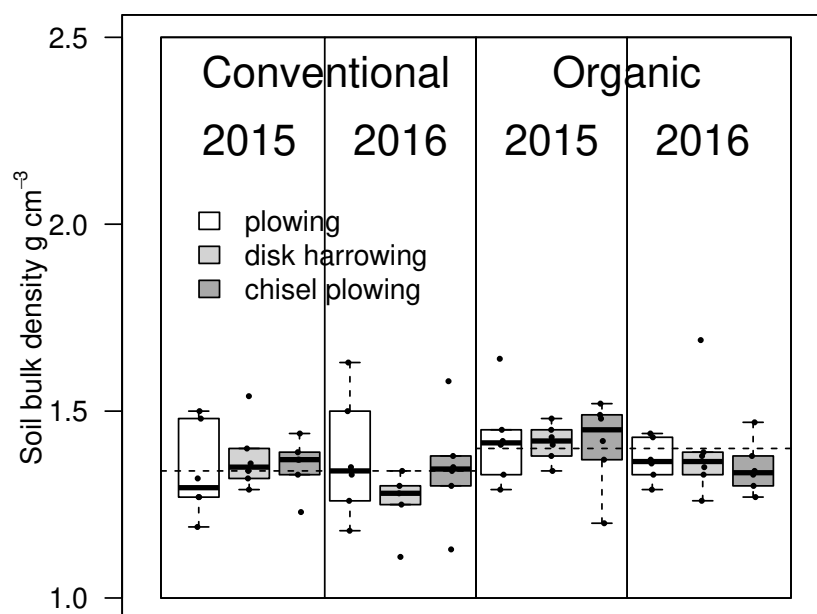 Conventional Organic
2015 2016 2015 2016
plowing
disk harrowing
chisel plowing
Soil bulk density g cm⁻³
2.5
2.0
1.5
1.0